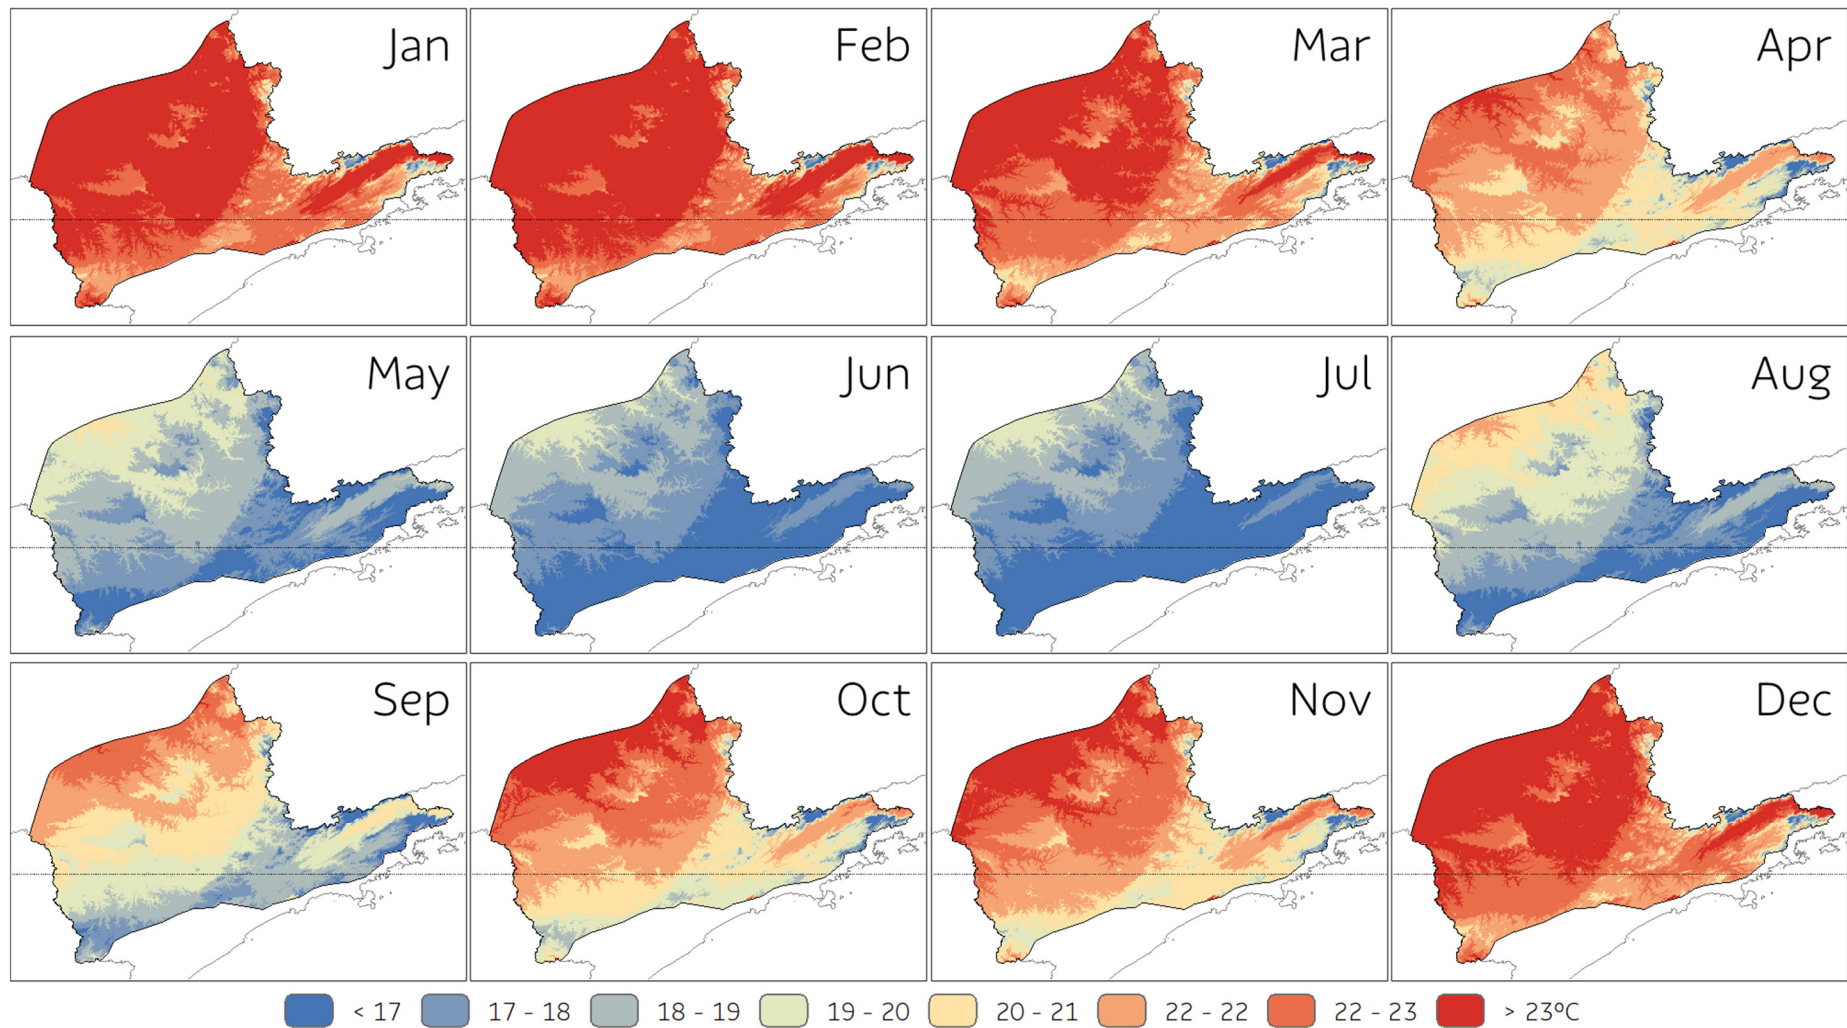 Jan Feb Mar Apr
May Jun Jul Aug
Sep Oct Nov Dec
< 17 17 - 18 18 - 19 19 - 20 20 - 21 22 - 22 22 - 23 > 23ºC